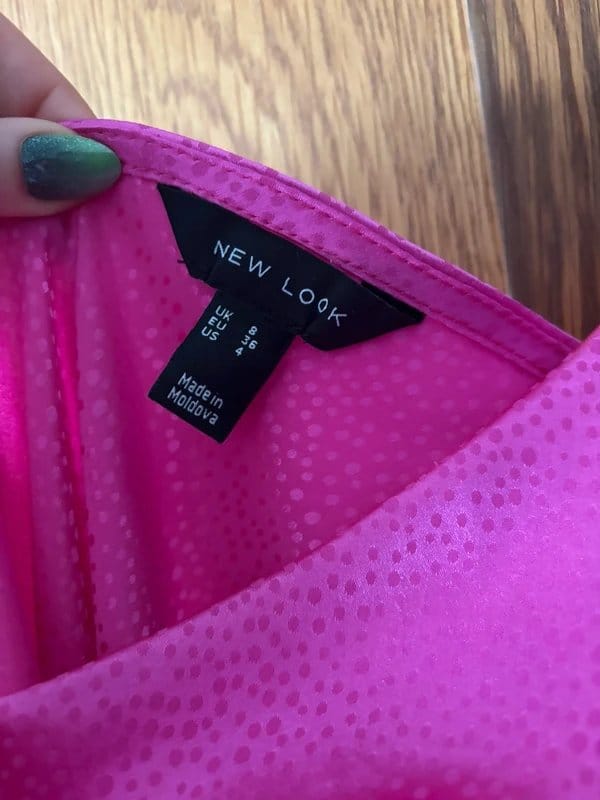 NEW LOOK
UK 8
EU 36
US 4
Made in
Moldova